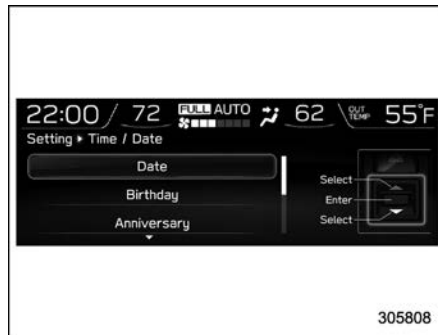 22:00 / 72 FULL AUTO 62 OUT TEMP 55°F
Setting ▸ Time / Date
Date
Birthday
Anniversary
Select
Enter
Select
305808